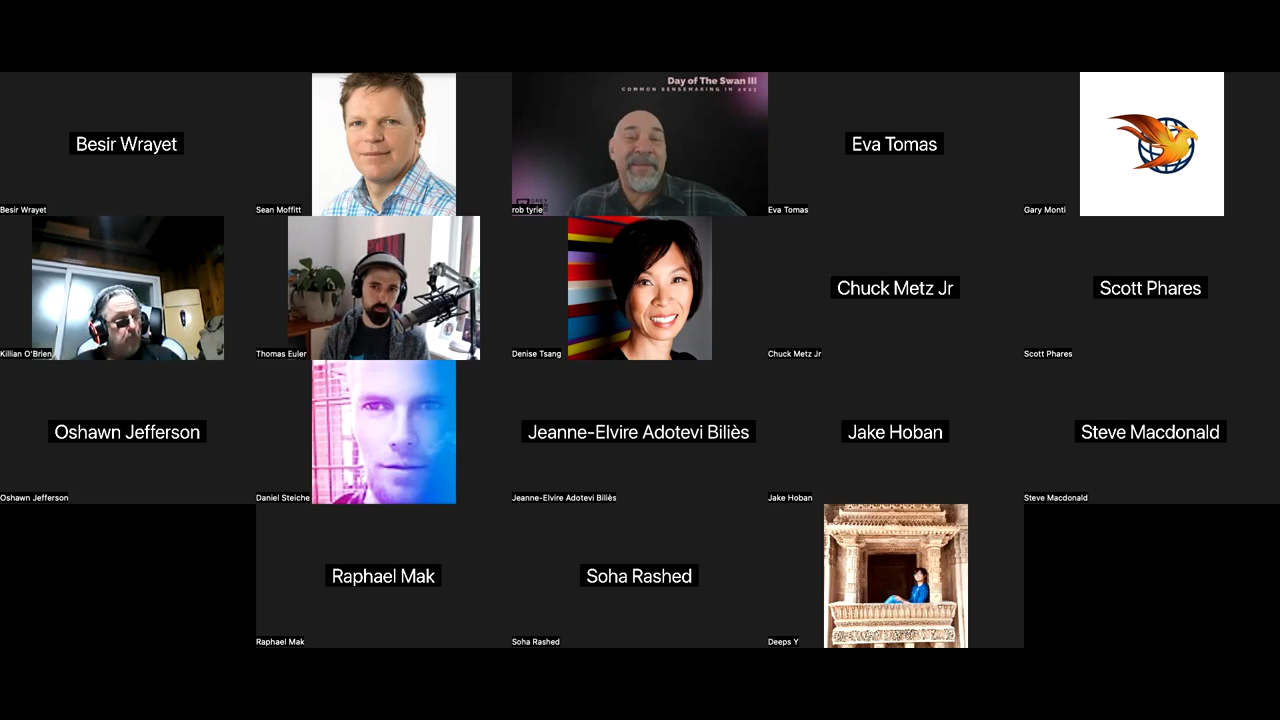 Day of The Swan III
COMMON SENSEMAKING IN 2023
Besir Wrayet
Eva Tomas
Besir Wrayet
Sean Moffitt
rob tyrie
Eva Tomas
Gary Monti
Chuck Metz Jr
Scott Phares
Killian O'Brien
Thomas Euler
Denise Tsang
Chuck Metz Jr
Scott Phares
Oshawn Jefferson
Jeanne-Elvire Adotevi Biliès
Jake Hoban
Steve Macdonald
Oshawn Jefferson
Daniel Steiche
Jeanne-Elvire Adotevi Biliès
Jake Hoban
Steve Macdonald
Raphael Mak
Soha Rashed
Raphael Mak
Soha Rashed
Deeps Y